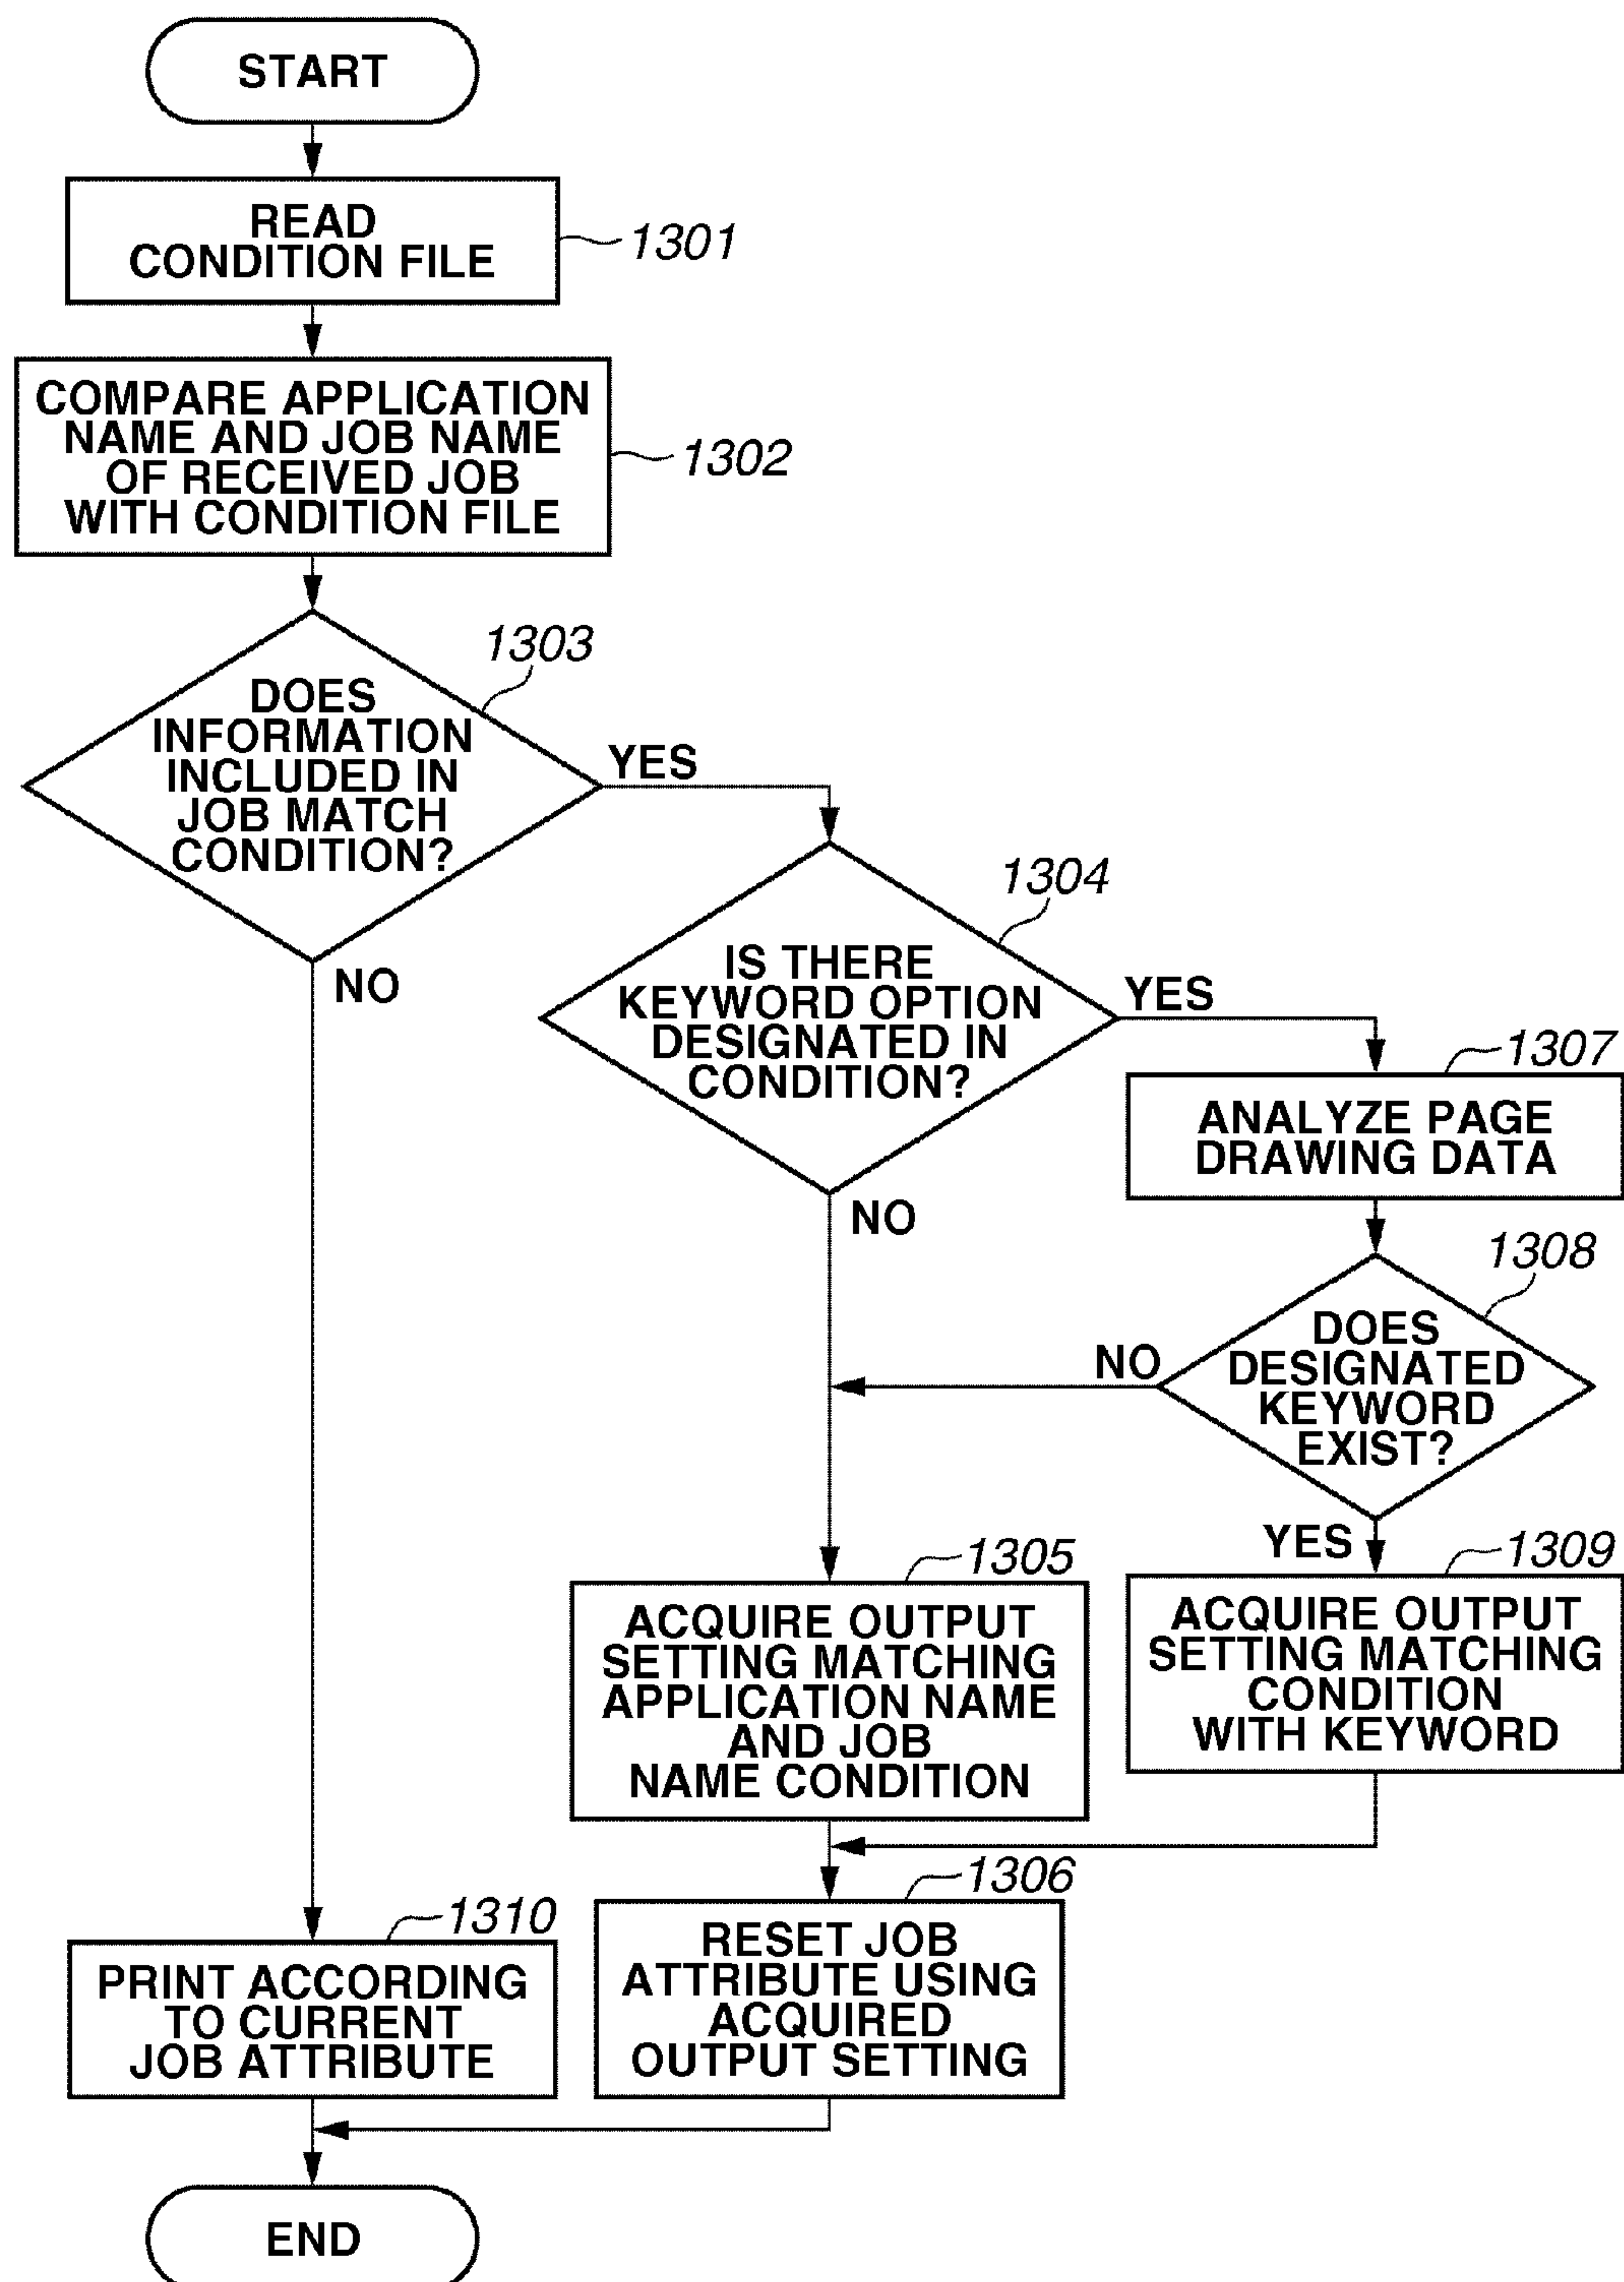 START
READ
CONDITION FILE
1301
COMPARE APPLICATION
NAME AND JOB NAME
OF RECEIVED JOB
WITH CONDITION FILE
1302
1303
DOES
INFORMATION
INCLUDED IN
JOB MATCH
CONDITION?
YES
NO
1304
IS THERE
KEYWORD OPTION
DESIGNATED IN
CONDITION?
YES
NO
1307
ANALYZE PAGE
DRAWING DATA
1308
DOES
DESIGNATED
KEYWORD
EXIST?
NO
YES
1305
ACQUIRE OUTPUT
SETTING MATCHING
APPLICATION NAME
AND JOB
NAME CONDITION
1309
ACQUIRE OUTPUT
SETTING MATCHING
CONDITION
WITH KEYWORD
1306
RESET JOB
ATTRIBUTE USING
ACQUIRED
OUTPUT SETTING
1310
PRINT ACCORDING
TO CURRENT
JOB ATTRIBUTE
END